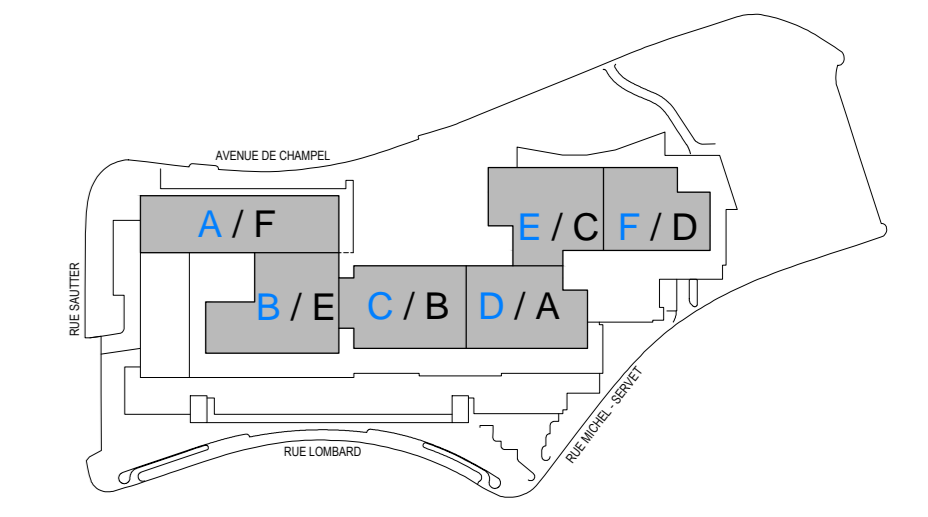 AVENUE DE CHAMPEL
A / F
E / C
F / D
RUE SAUTTER
B / E
C / B
D / A
RUE MICHEL - SERVET
RUE LOMBARD